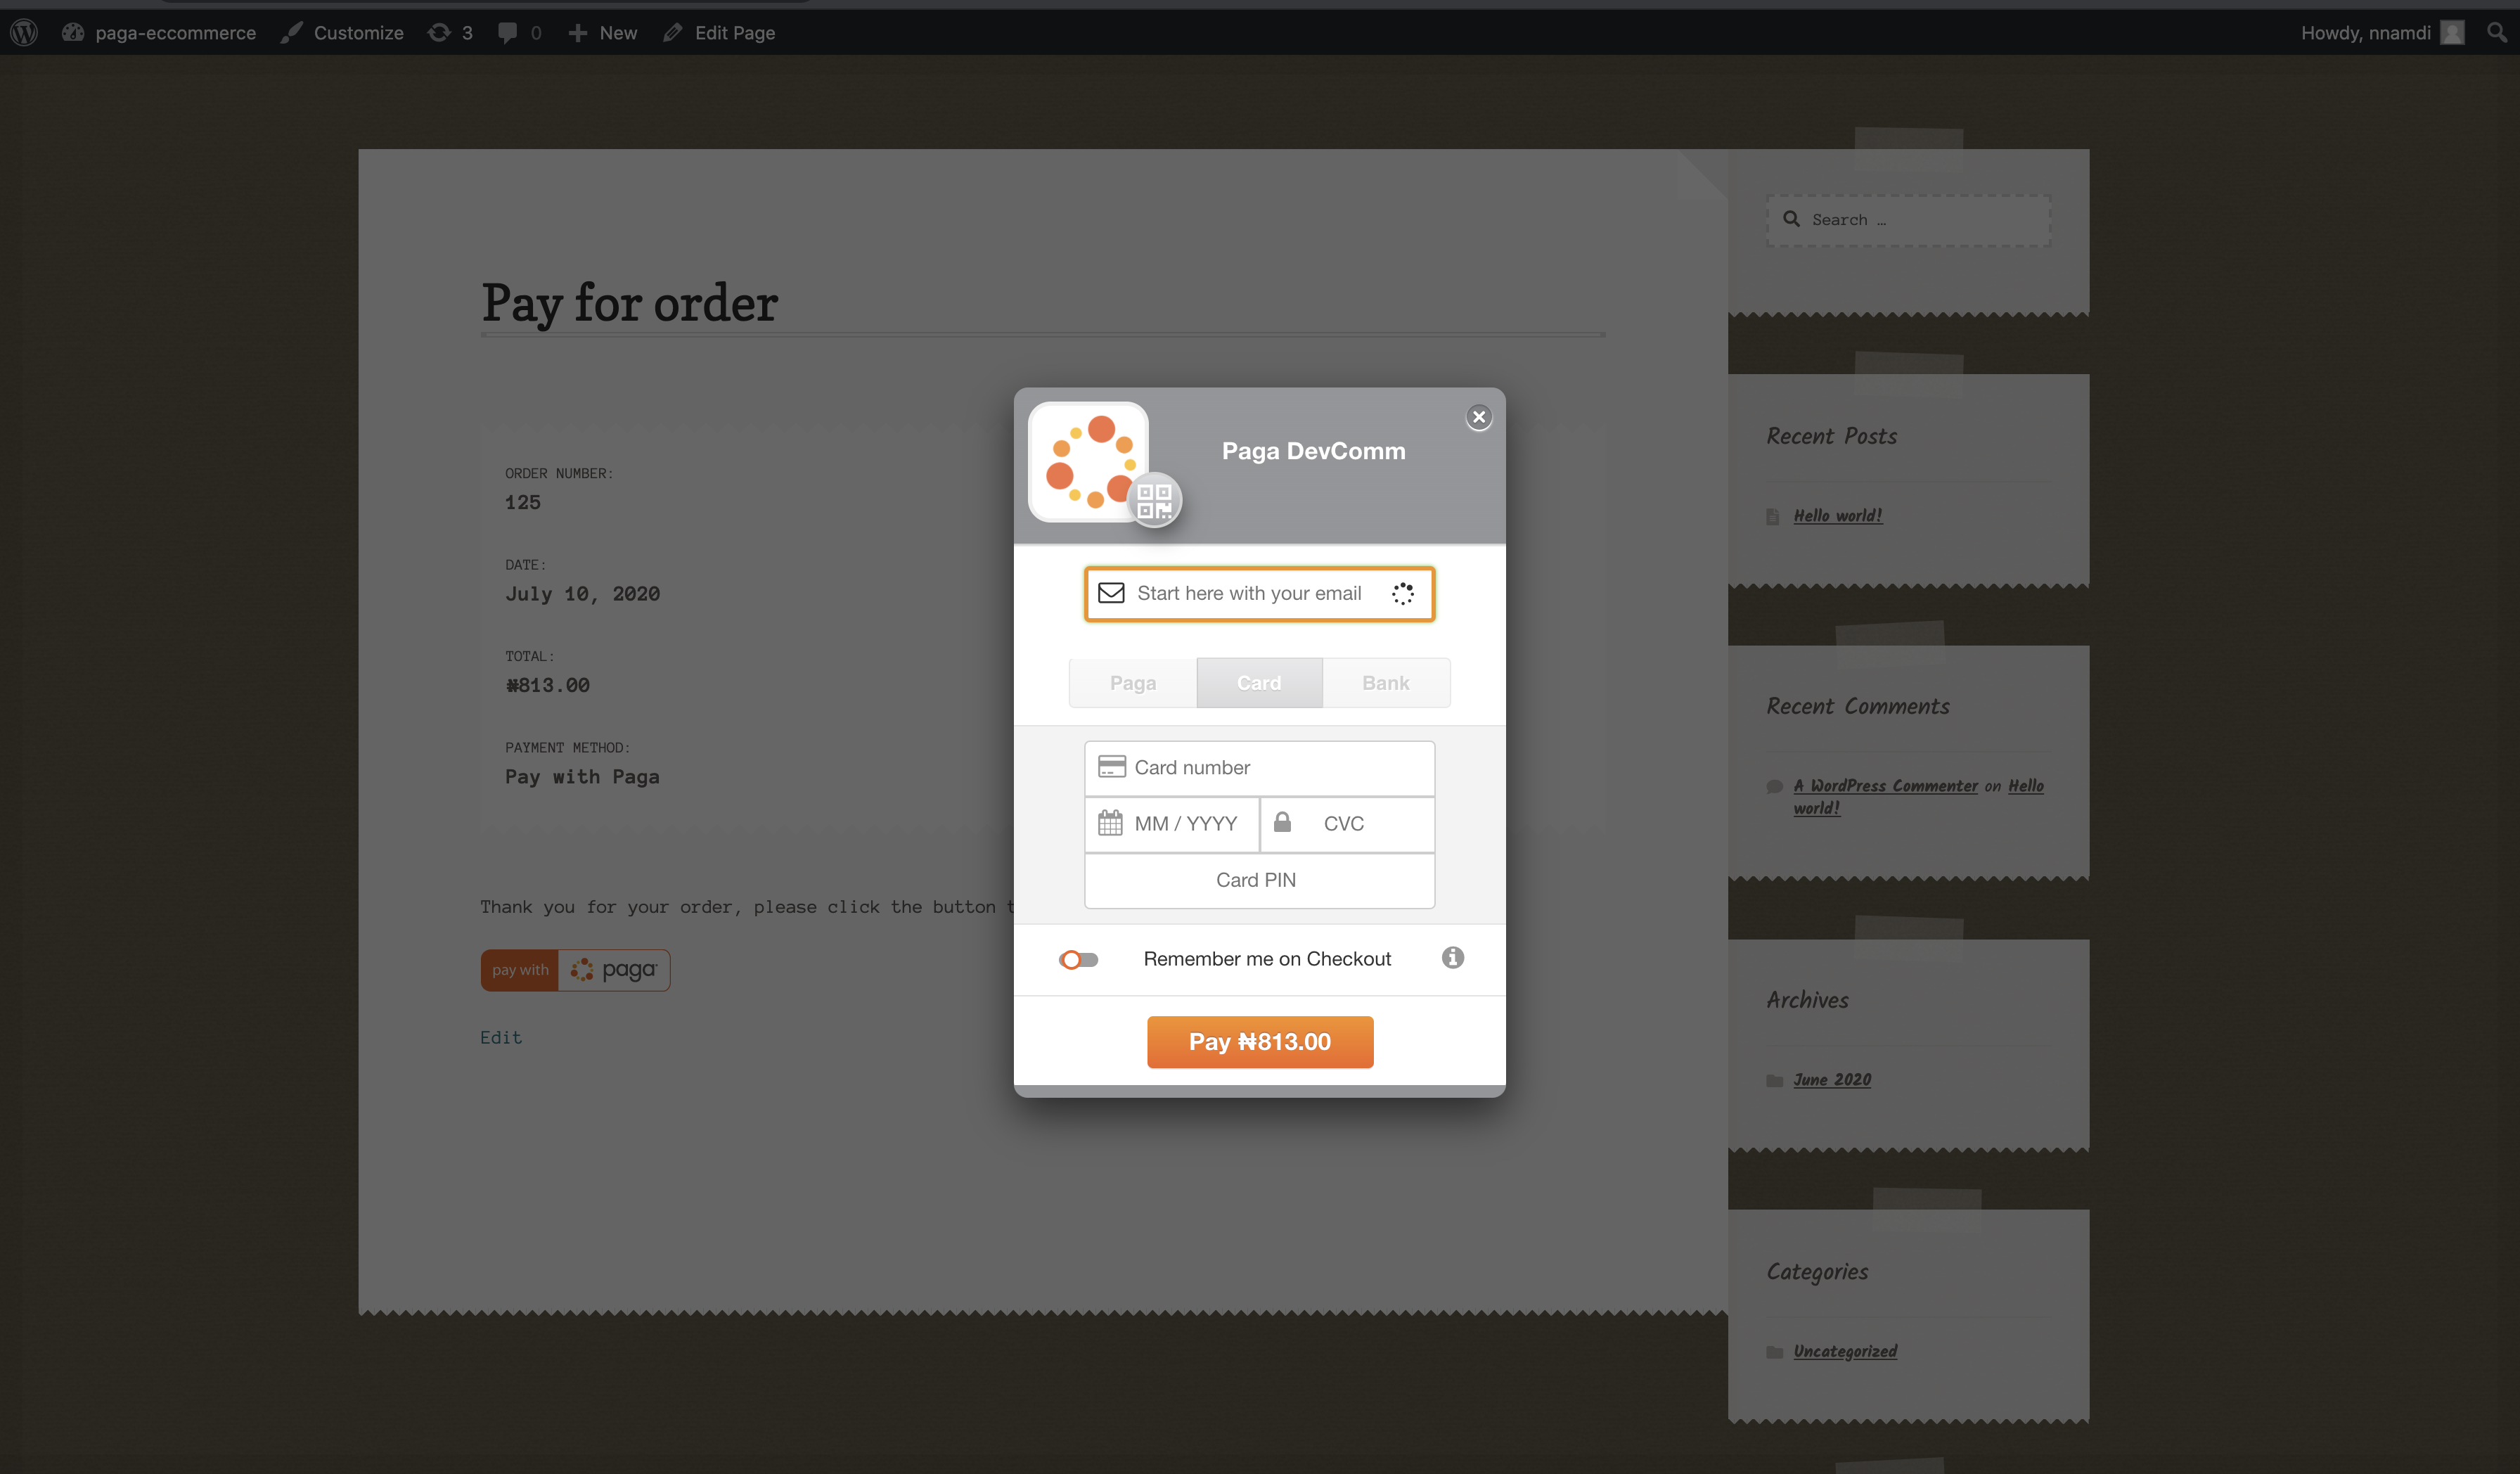 paga-eccommerce
Customize
3
0
New
Edit Page
Howdy, nnamdi
Search …
Pay for order
ORDER NUMBER:
125
DATE:
July 10, 2020
TOTAL:
₦813.00
PAYMENT METHOD:
Pay with Paga
Thank you for your order, please click the button t
pay with paga
Edit
Paga DevComm
Start here with your email
Paga
Card
Bank
Card number
MM / YYYY
CVC
Card PIN
Remember me on Checkout
Pay ₦813.00
Recent Posts
Hello world!
Recent Comments
A WordPress Commenter on Hello
world!
Archives
June 2020
Categories
Uncategorized